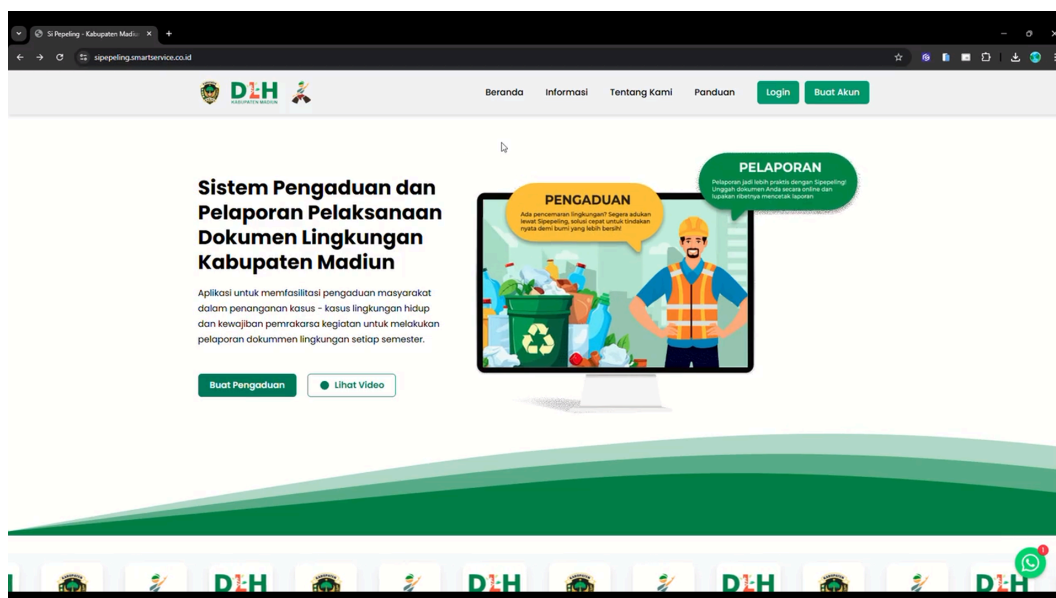 Si Pepeling - Kabupaten Madiu
sipepeling.smartservice.co.id
DLH
KABUPATEN MADIUN
Beranda
Informasi
Tentang Kami
Panduan
Login
Buat Akun
Sistem Pengaduan dan
Pelaporan Pelaksanaan
Dokumen Lingkungan
Kabupaten Madiun
Aplikasi untuk memfasilitasi pengaduan masyarakat
dalam penanganan kasus - kasus lingkungan hidup
dan kewajiban pemrakarsa kegiatan untuk melakukan
pelaporan dokummen lingkungan setiap semester.
Buat Pengaduan
Lihat Video
PENGADUAN
Ada pencemaran lingkungan? Segera adukan
lewat Sipepeling, solusi cepat untuk tindakan
nyata demi bumi yang lebih bersih!
PELAPORAN
Pelaporan jadi lebih praktis dengan Sipepeling!
Unggah dokumen Anda secara online dan
lupakan ribetnya mencetak laporan
1
DLH
DLH
DLH
DLH